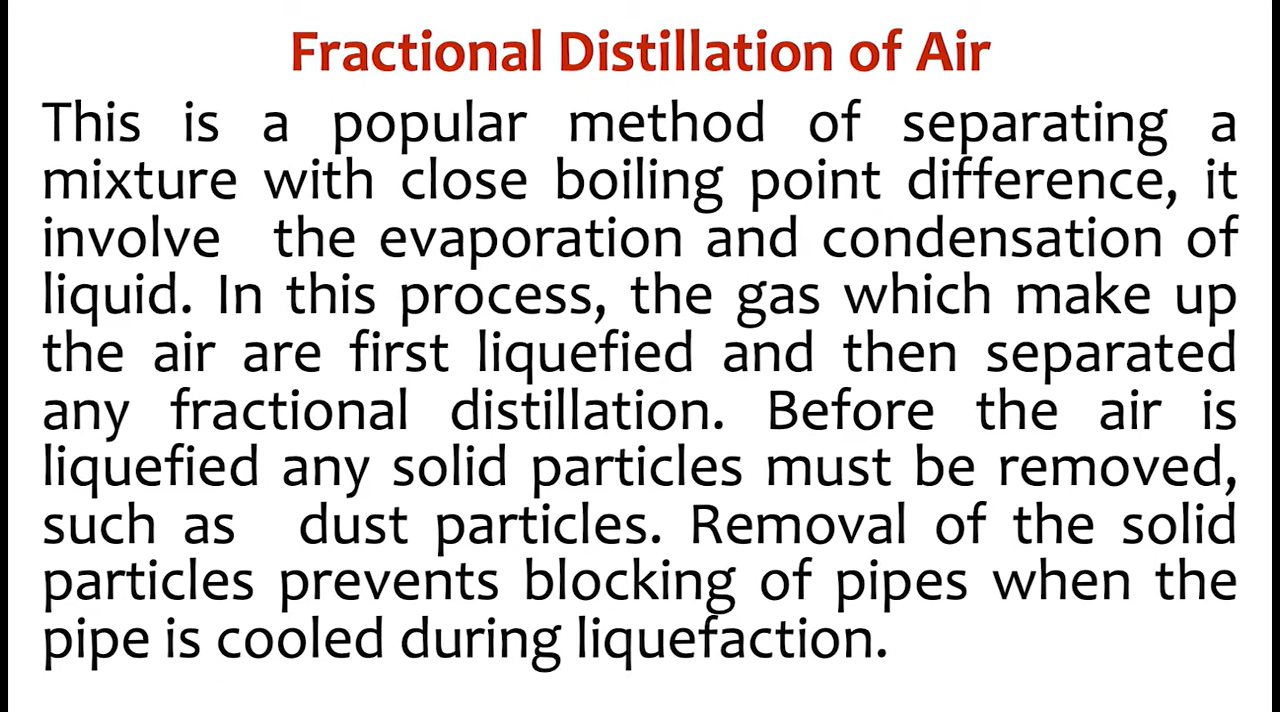 Fractional Distillation of Air
This is a popular method of separating a
mixture with close boiling point difference, it
involve the evaporation and condensation of
liquid. In this process, the gas which make up
the air are first liquefied and then separated
any fractional distillation. Before the air is
liquefied any solid particles must be removed,
such as dust particles. Removal of the solid
particles prevents blocking of pipes when the
pipe is cooled during liquefaction.